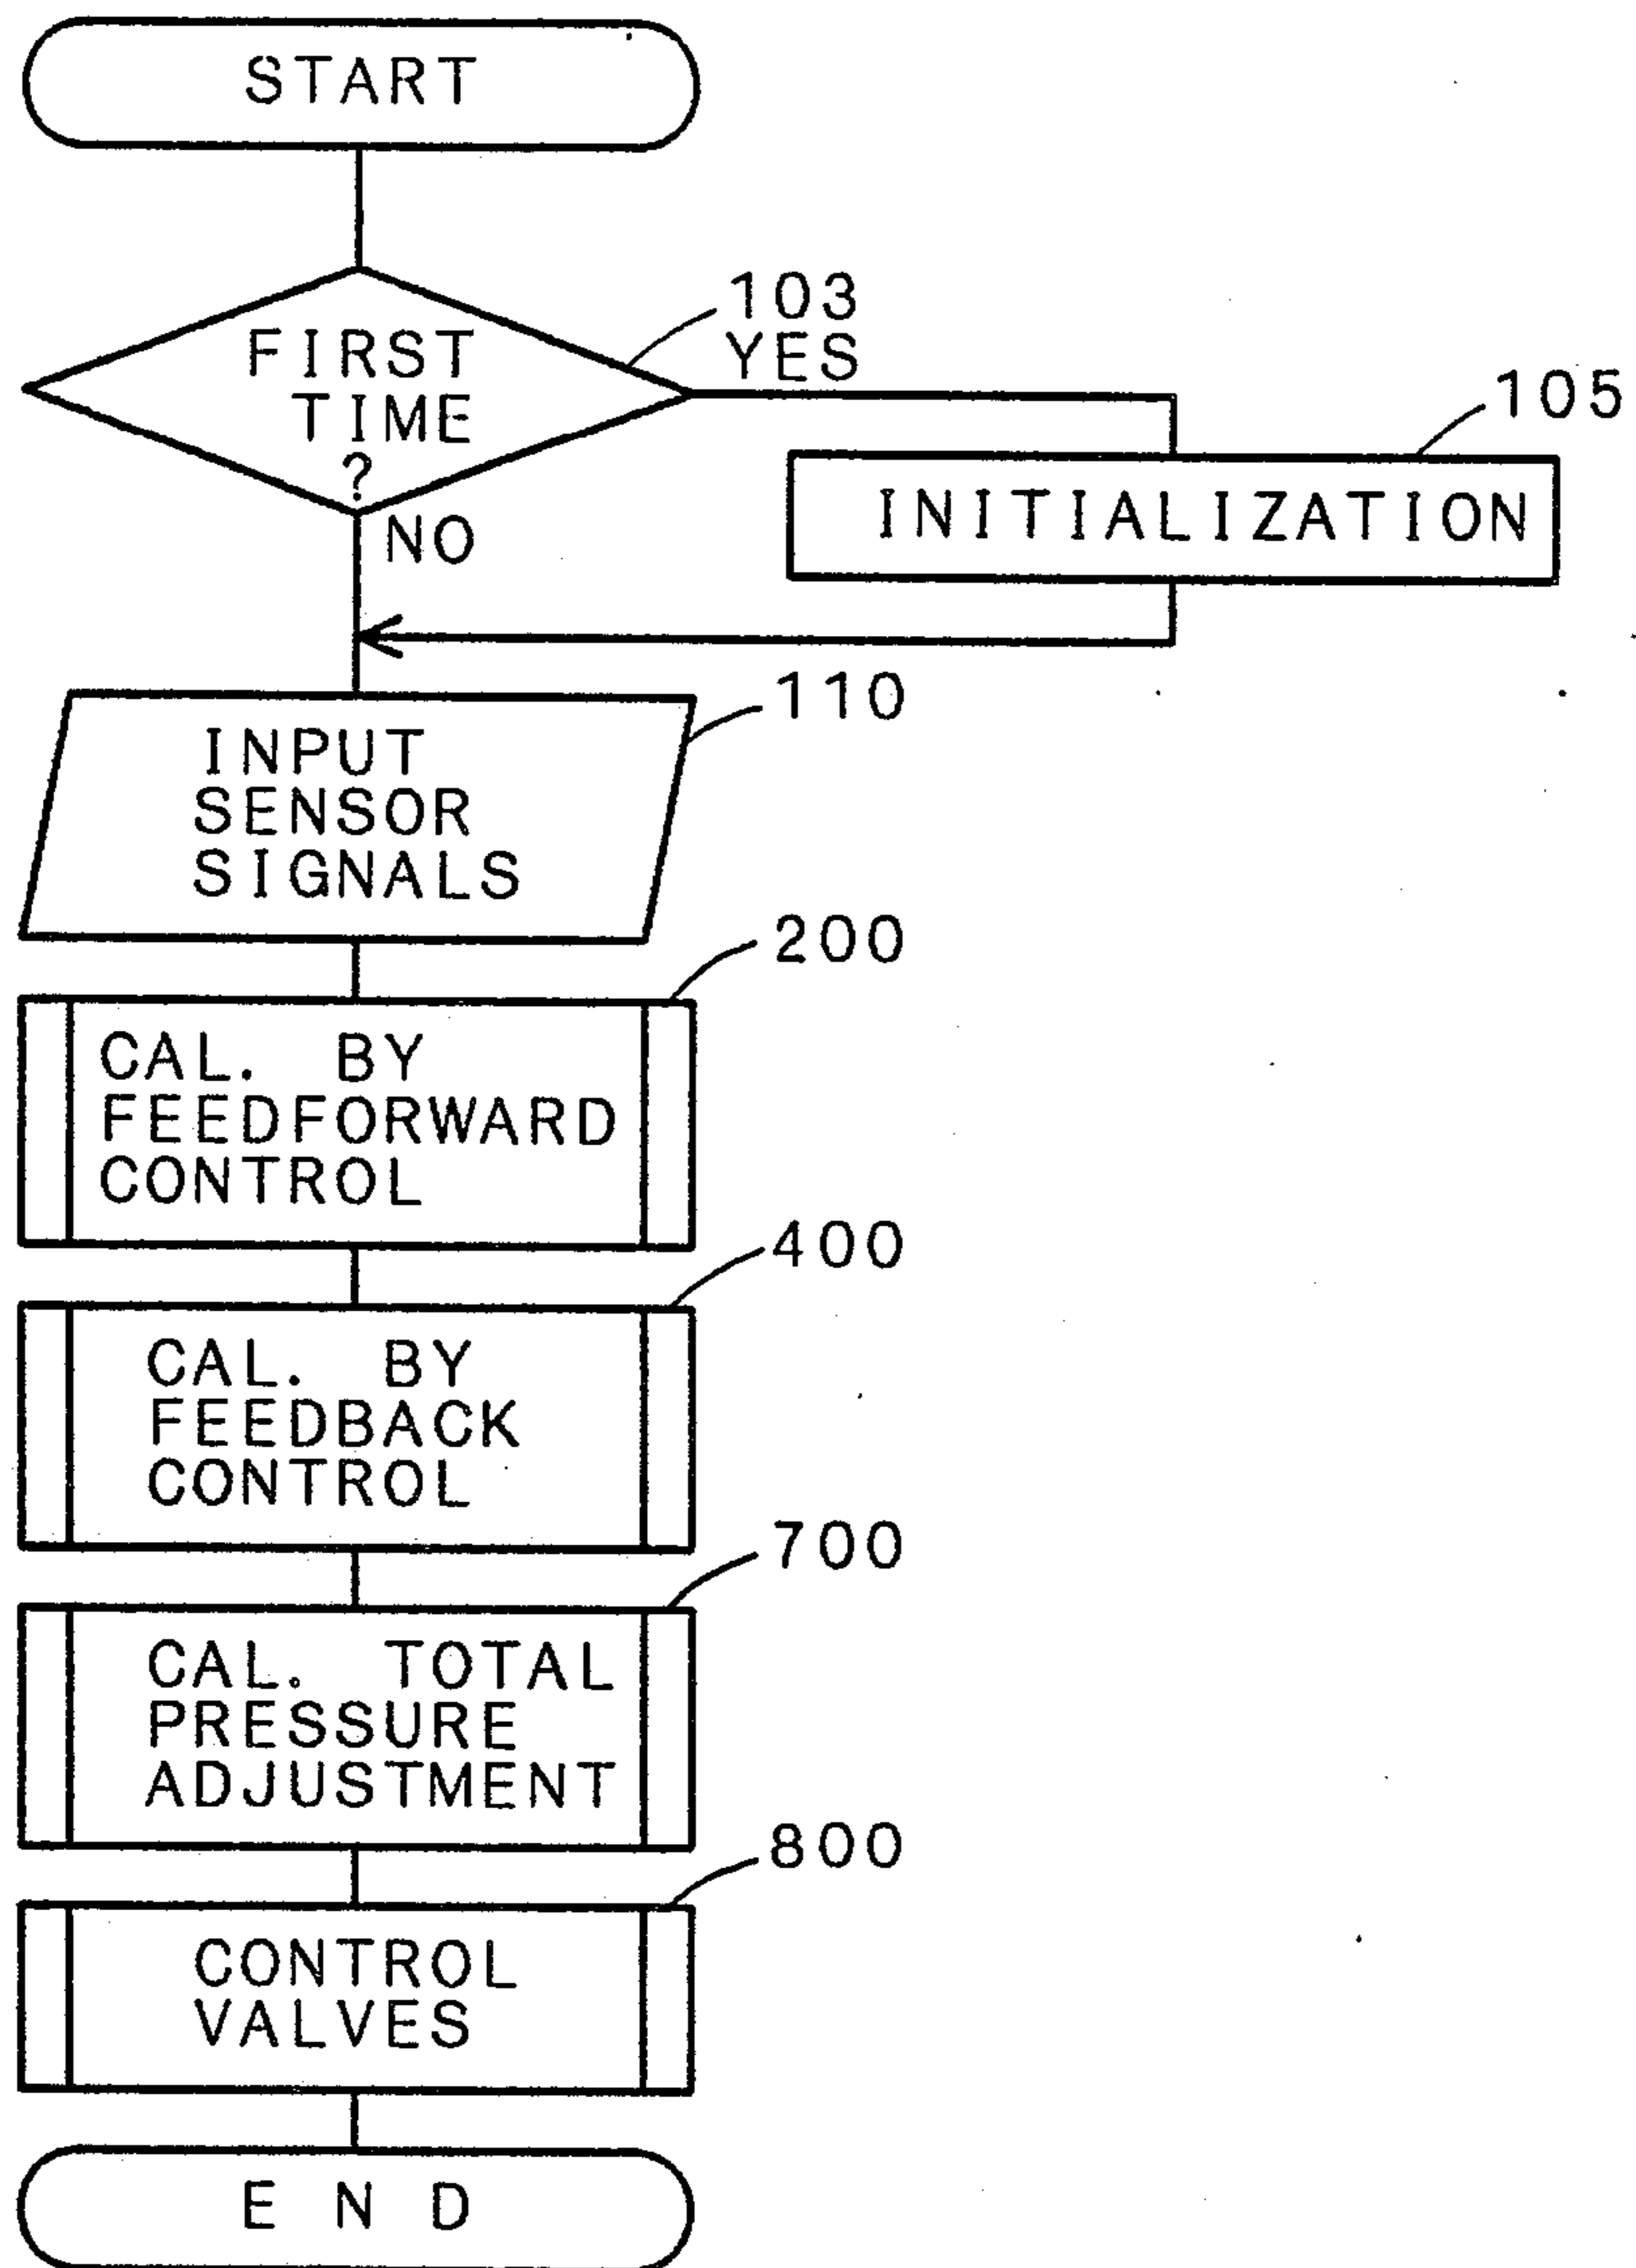 START
103
FIRST
YES
TIME
?
105
INITIALIZATION
NO
110
INPUT
SENSOR
SIGNALS
200
CAL. BY
FEEDFORWARD
CONTROL
400
CAL. BY
FEEDBACK
CONTROL
700
CAL. TOTAL
PRESSURE
ADJUSTMENT
800
CONTROL
VALVES
END